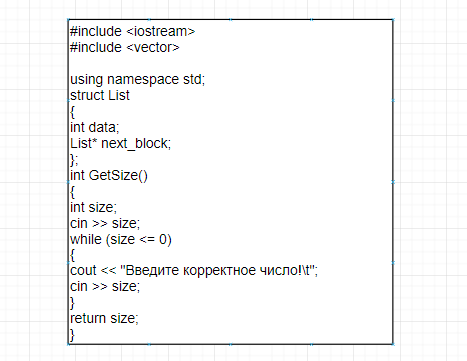 #include <iostream>
#include <vector>
using namespace std;
struct List
{
int data;
List* next_block;
};
int GetSize()
{
int size;
cin >> size;
while (size <= 0)
{
cout << "Введите корректное число!\t";
cin >> size;
}
return size;
}